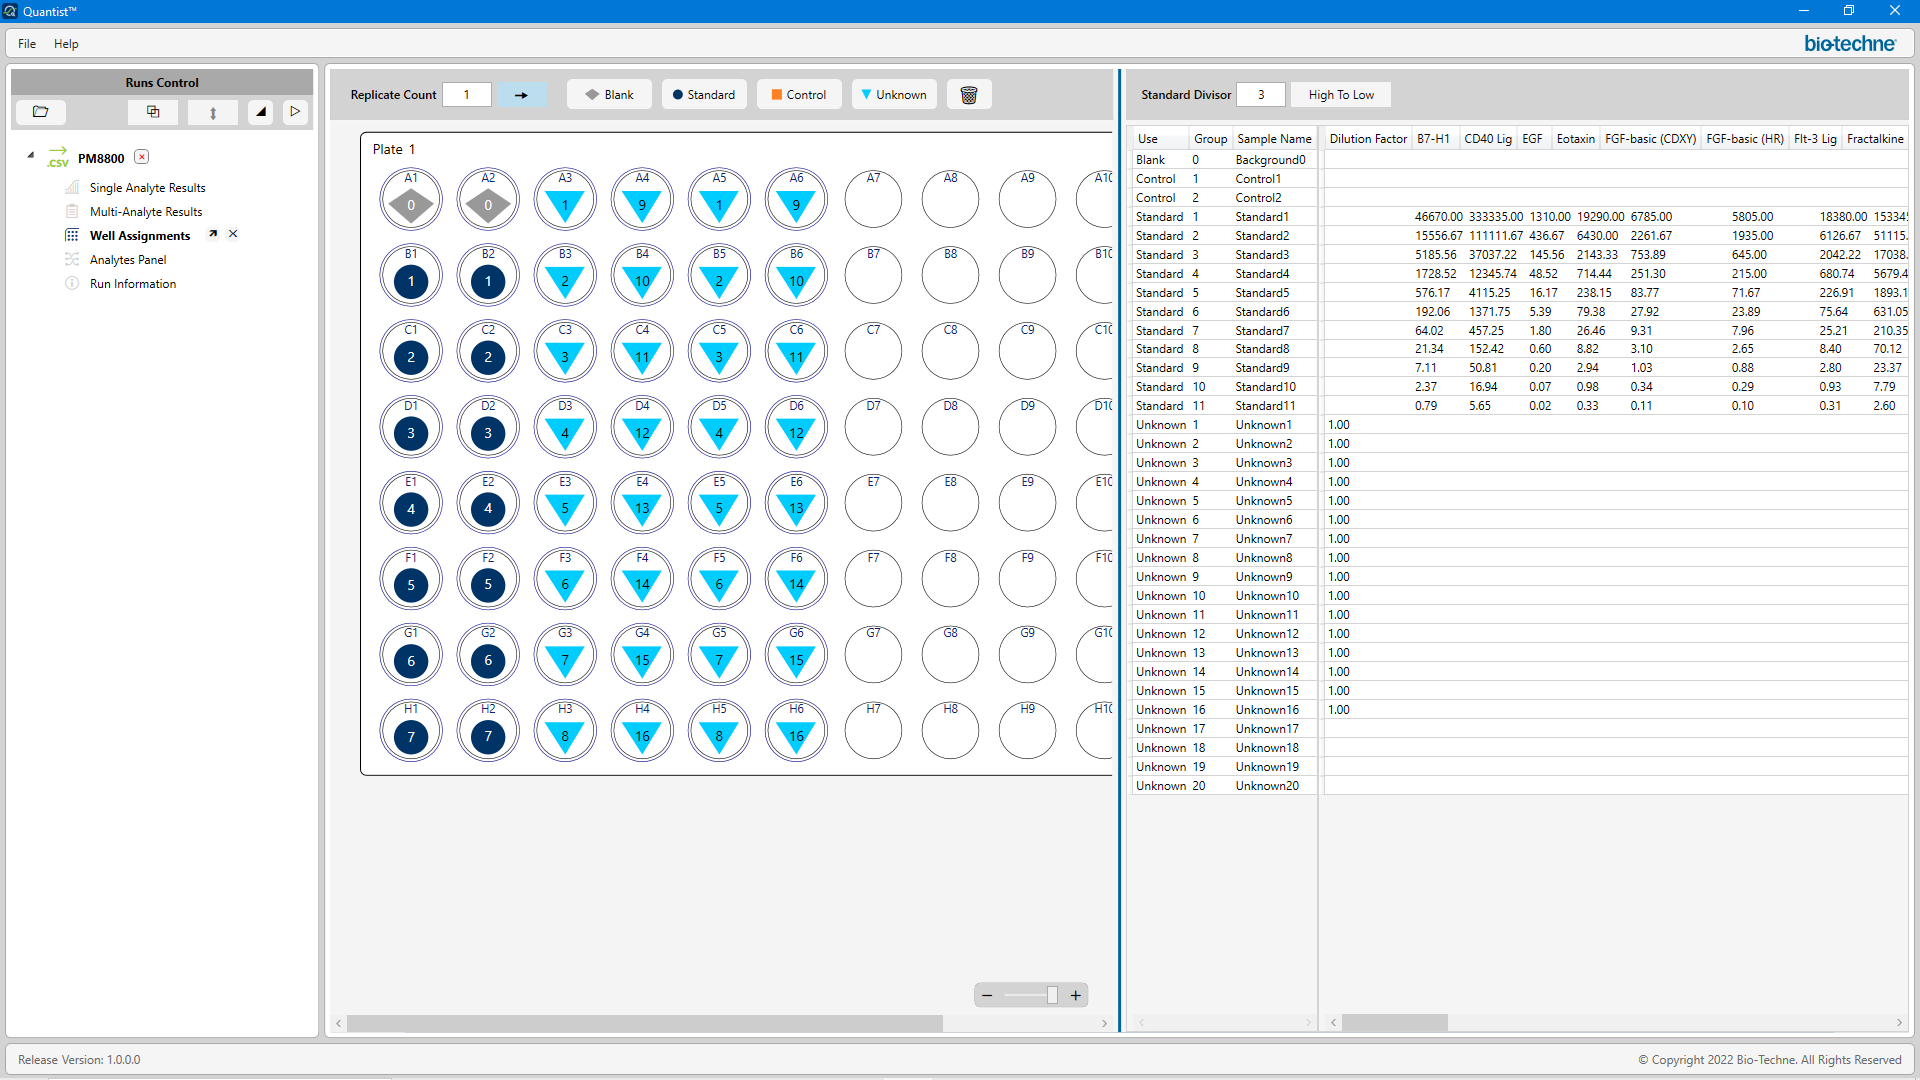 Quantist™
File Help
bio-techne
Runs Control
PM8800
.CSV
Single Analyte Results
Multi-Analyte Results
Well Assignments
Analytes Panel
Run Information
Replicate Count 1 Blank Standard Control Unknown
Plate 1
A1 A2 A3 A4 A5 A6 A7 A8 A9 A10
0 0 1 9 1 9
B1 B2 B3 B4 B5 B6 B7 B8 B9 B10
1 1 2 10 2 10
C1 C2 C3 C4 C5 C6 C7 C8 C9 C10
2 2 3 11 3 11
D1 D2 D3 D4 D5 D6 D7 D8 D9 D10
3 3 4 12 4 12
E1 E2 E3 E4 E5 E6 E7 E8 E9 E10
4 4 5 13 5 13
F1 F2 F3 F4 F5 F6 F7 F8 F9 F10
5 5 6 14 6 14
G1 G2 G3 G4 G5 G6 G7 G8 G9 G10
6 6 7 15 7 15
H1 H2 H3 H4 H5 H6 H7 H8 H9 H10
7 7 8 16 8 16
Standard Divisor 3 High To Low
Use Group Sample Name Dilution Factor B7-H1 CD40 Lig EGF Eotaxin FGF-basic (CDXY) FGF-basic (HR) Flt-3 Lig Fractalkine
Blank 0 Background0
Control 1 Control1
Control 2 Control2
Standard 1 Standard1 46670.00 333335.00 1310.00 19290.00 6785.00 5805.00 18380.00 15334
Standard 2 Standard2 15556.67 111111.67 436.67 6430.00 2261.67 1935.00 6126.67 51115.
Standard 3 Standard3 5185.56 37037.22 145.56 2143.33 753.89 645.00 2042.22 17038.
Standard 4 Standard4 1728.52 12345.74 48.52 714.44 251.30 215.00 680.74 5679.4
Standard 5 Standard5 576.17 4115.25 16.17 238.15 83.77 71.67 226.91 1893.1
Standard 6 Standard6 192.06 1371.75 5.39 79.38 27.92 23.89 75.64 631.05
Standard 7 Standard7 64.02 457.25 1.80 26.46 9.31 7.96 25.21 210.35
Standard 8 Standard8 21.34 152.42 0.60 8.82 3.10 2.65 8.40 70.12
Standard 9 Standard9 7.11 50.81 0.20 2.94 1.03 0.88 2.80 23.37
Standard 10 Standard10 2.37 16.94 0.07 0.98 0.34 0.29 0.93 7.79
Standard 11 Standard11 0.79 5.65 0.02 0.33 0.11 0.10 0.31 2.60
Unknown 1 Unknown1 1.00
Unknown 2 Unknown2 1.00
Unknown 3 Unknown3 1.00
Unknown 4 Unknown4 1.00
Unknown 5 Unknown5 1.00
Unknown 6 Unknown6 1.00
Unknown 7 Unknown7 1.00
Unknown 8 Unknown8 1.00
Unknown 9 Unknown9 1.00
Unknown 10 Unknown10 1.00
Unknown 11 Unknown11 1.00
Unknown 12 Unknown12 1.00
Unknown 13 Unknown13 1.00
Unknown 14 Unknown14 1.00
Unknown 15 Unknown15 1.00
Unknown 16 Unknown16 1.00
Unknown 17 Unknown17
Unknown 18 Unknown18
Unknown 19 Unknown19
Unknown 20 Unknown20
Release Version: 1.0.0.0
© Copyright 2022 Bio-Techne. All Rights Reserved